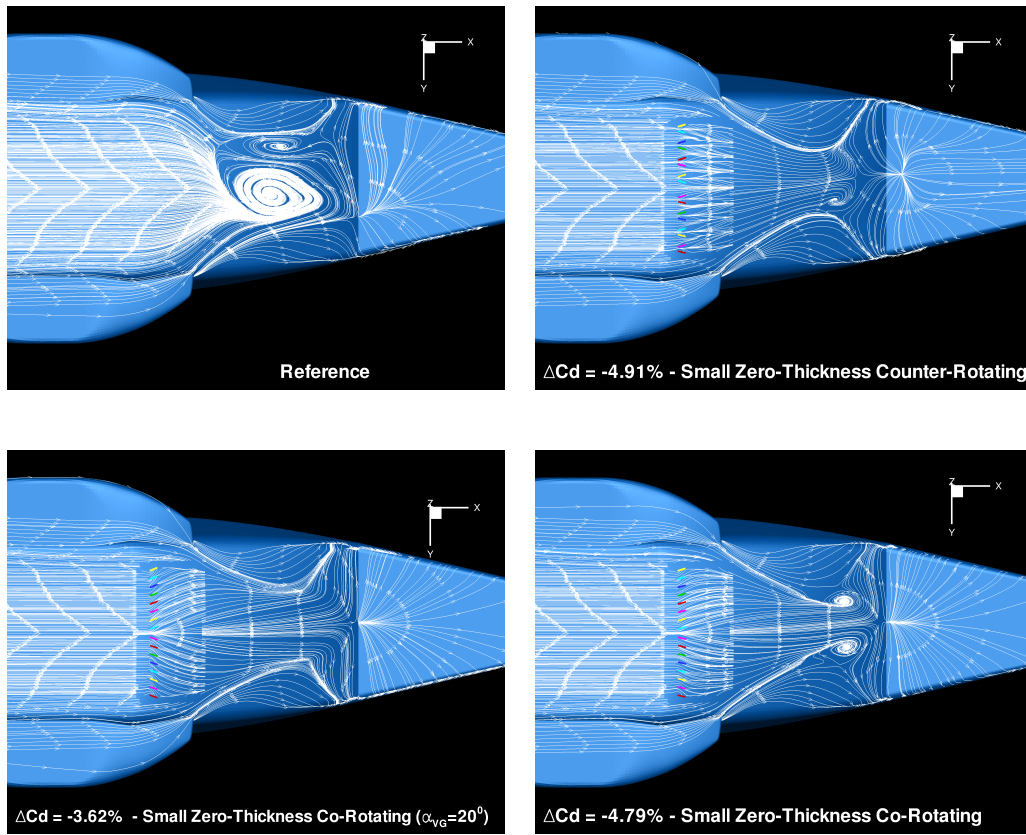 Z
X
Y
Reference
Z
X
Y
ΔCd = -4.91% - Small Zero-Thickness Counter-Rotating
Z
X
Y
ΔCd = -3.62% - Small Zero-Thickness Co-Rotating (αVG=20⁰)
Z
X
Y
ΔCd = -4.79% - Small Zero-Thickness Co-Rotating